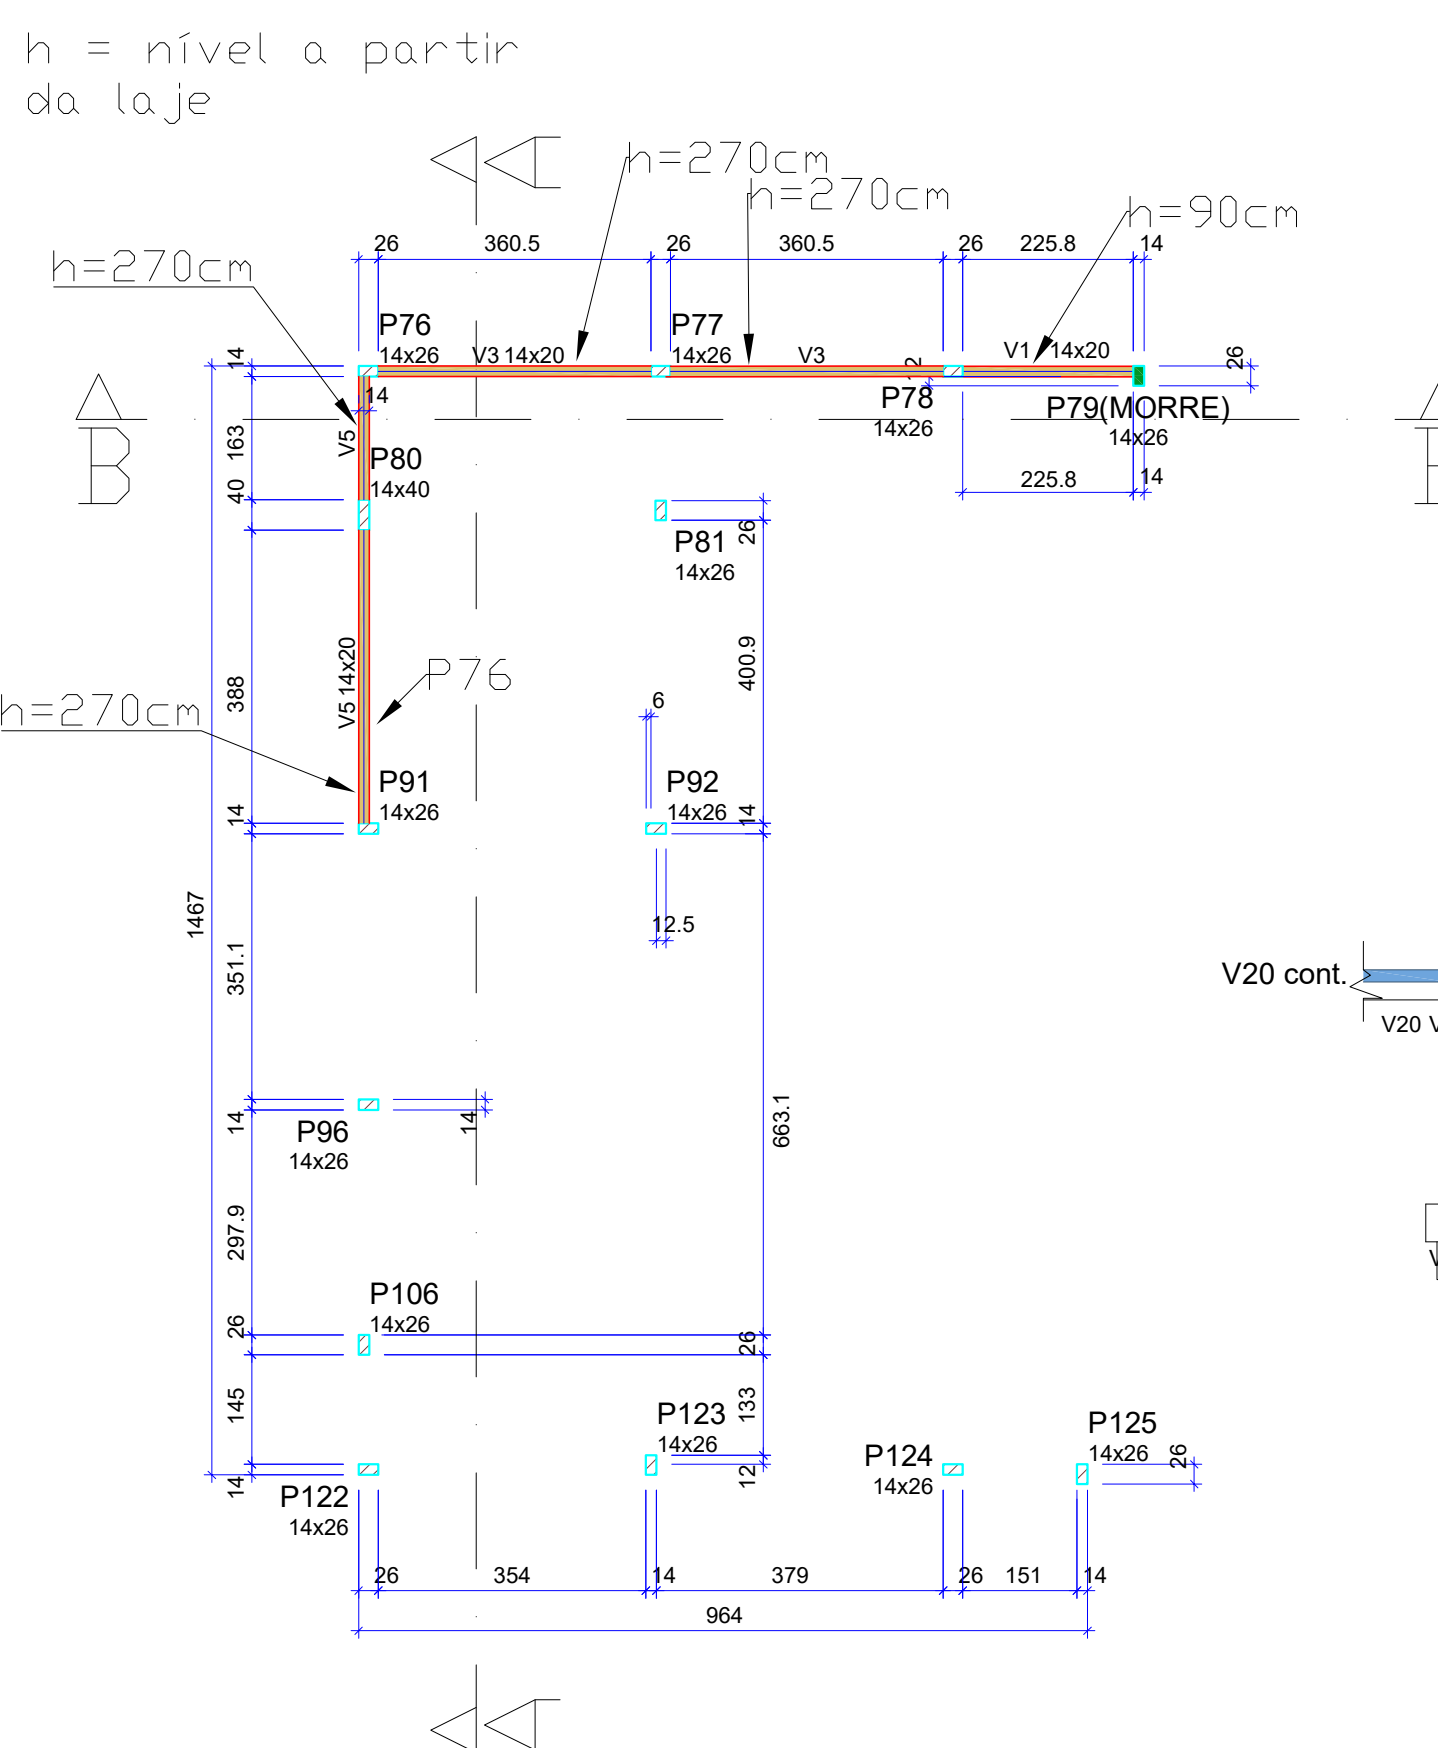 h = nível a partir
da laje
A
h=270cm
h=270cm
h=90cm
h=270cm
26
360.5
26
360.5
26
225.8
14
P76
14x26
V3 14x20
P77
14x26
V3
V1
14x20
14
12
26
14
P78
14x26
P79(MORRE)
14x26
B
163
V5
P80
14x40
40
225.8
14
P81
14x26
26
400.9
388
V5 14x20
P76
h=270cm
6
P91
14x26
P92
14x26
14
14
1467
12.5
351.1
V20 cont.
V20
14
P96
14x26
14
663.1
297.9
P106
14x26
26
26
145
P123
14x26
133
P124
14x26
P125
14x26
26
14
12
P122
14x26
26
354
14
379
26
151
14
964
A